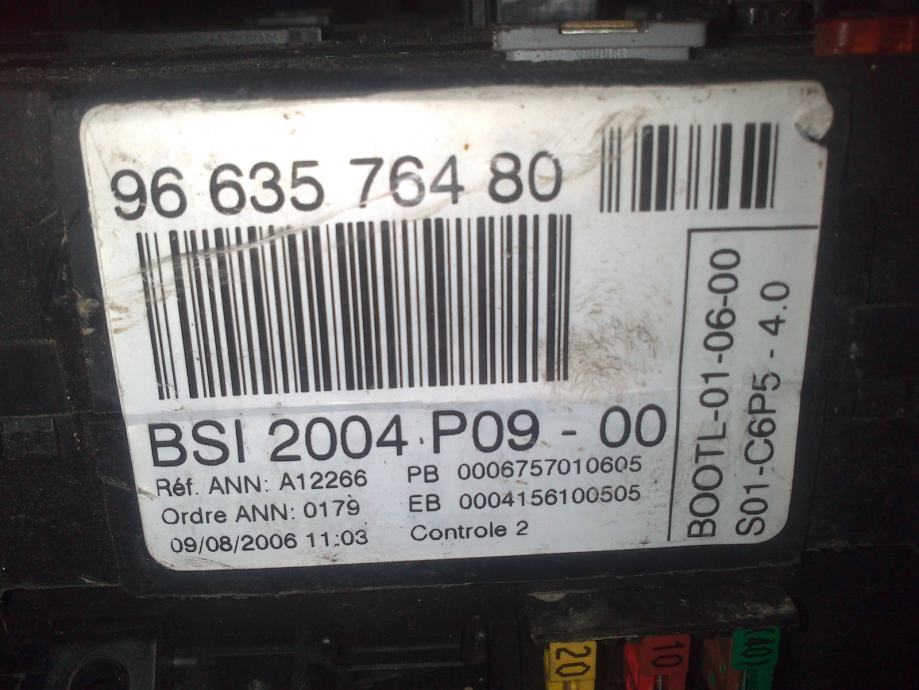 96 635 764 80
BSI 2004 P09 - 00
Réf. ANN: A12266
PB 0006757010605
Ordre ANN: 0179
EB 0004156100505
09/08/2006 11:03
Controle 2
BOOTL-01-06-00
S01-C6P5 - 4.0
20
10
(40)